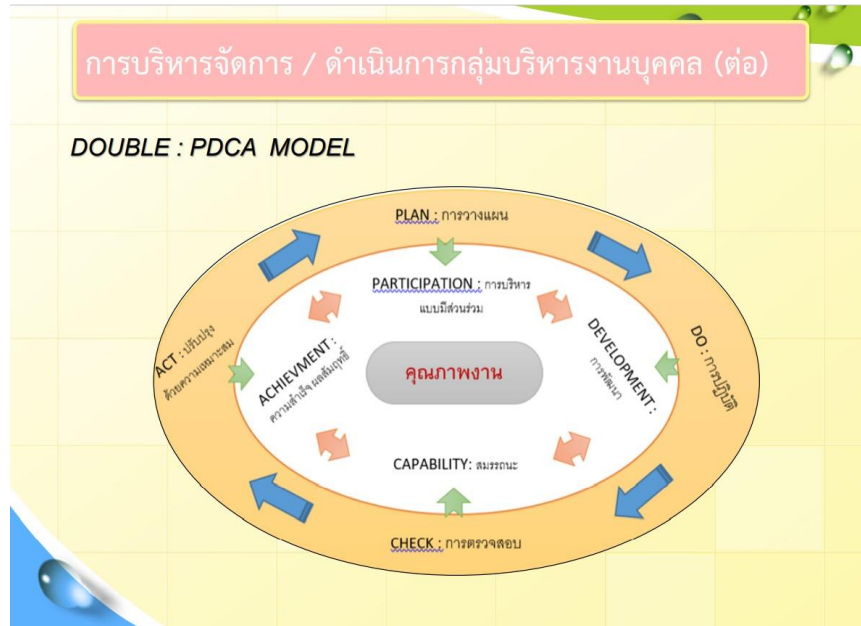 การบริหารจัดการ / ดำเนินการกลุ่มบริหารงานบุคคล (ต่อ)
DOUBLE : PDCA MODEL
PLAN : การวางแผน
PARTICIPATION : การบริหาร
แบบมีส่วนร่วม
DO : การปฏิบัติ
DEVELOPMENT :
การพัฒนา
คุณภาพงาน
ACT : ปรับปรุง
ด้วยความเหมาะสม
ACHIEVMENT :
ความสำเร็จ ผลสัมฤทธิ์
CAPABILITY: สมรรถนะ
CHECK : การตรวจสอบ